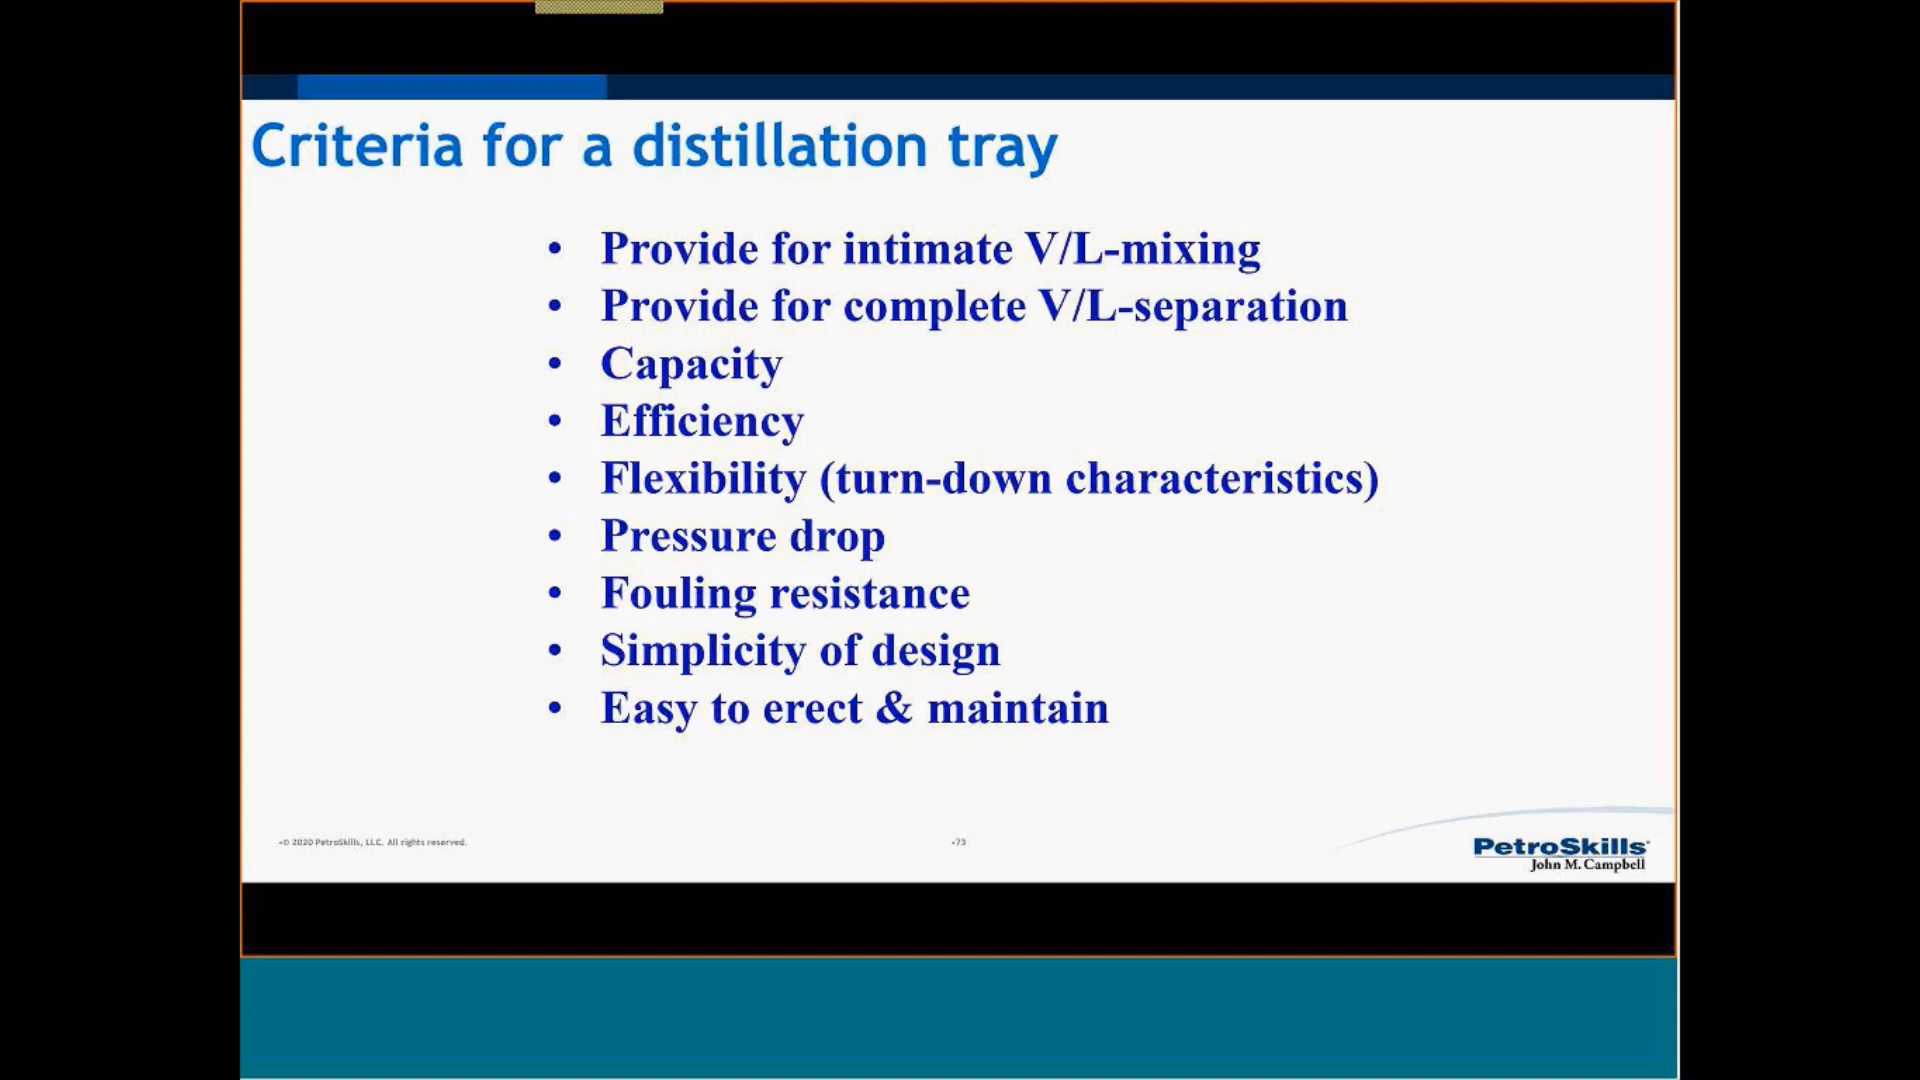 Criteria for a distillation tray
• Provide for intimate V/L-mixing
• Provide for complete V/L-separation
• Capacity
• Efficiency
• Flexibility (turn-down characteristics)
• Pressure drop
• Fouling resistance
• Simplicity of design
• Easy to erect & maintain
•© 2020 PetroSkills, LLC. All rights reserved.
•73
PetroSkills
John M. Campbell